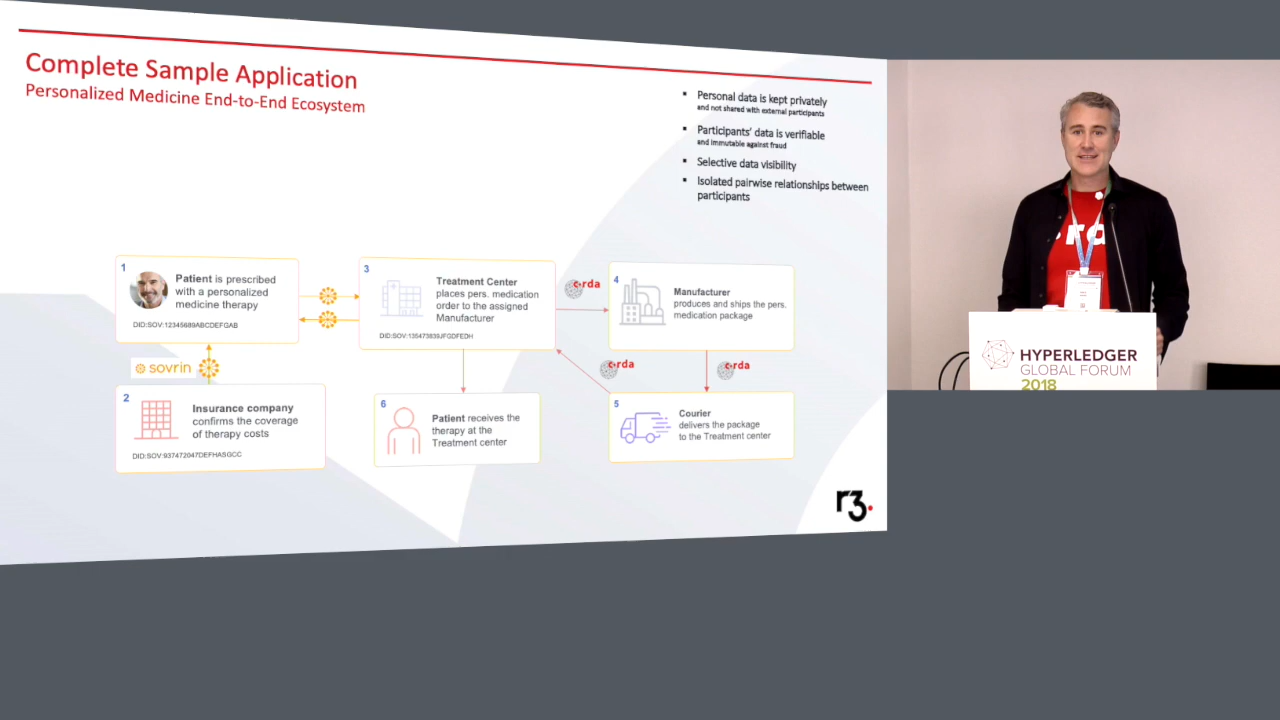 Complete Sample Application
Personalized Medicine End-to-End Ecosystem
▪ Personal data is kept privately
and not shared with external participants
▪ Participants' data is verifiable
and immutable against fraud
▪ Selective data visibility
▪ Isolated pairwise relationships between
participants
1
Patient is prescribed
with a personalized
medicine therapy
DID:SOV:12345689ABCDEFGAB
3
Treatment Center
places pers. medication
order to the assigned
Manufacturer
DID:SOV:135473839JFGDFEDH
c·rda
4
Manufacturer
produces and ships the pers.
medication package
sovrin
c·rda
c·rda
2
Insurance company
confirms the coverage
of therapy costs
DID:SOV:937472047DEFHASGCC
6
Patient receives the
therapy at the
Treatment center
5
Courier
delivers the package
to the Treatment center
r3.
HYPERLEDGER
GLOBAL FORUM
2018